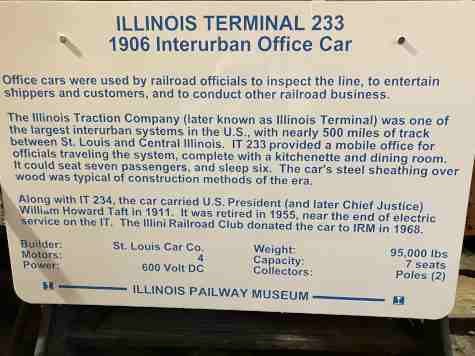 ILLINOIS TERMINAL 233
1906 Interurban Office Car
Office cars were used by railroad officials to inspect the line, to entertain
shippers and customers, and to conduct other railroad business.
The Illinois Traction Company (later known as Illinois Terminal) was one of
the largest interurban systems in the U.S., with nearly 500 miles of track
between St. Louis and Central Illinois. IT 233 provided a mobile office for
officials traveling the system, complete with a kitchenette and dining room.
It could seat seven passengers, and sleep six. The car's steel sheathing over
wood was typical of construction methods of the era.
Along with IT 234, the car carried U.S. President (and later Chief Justice)
William Howard Taft in 1911. It was retired in 1955, near the end of electric
service on the IT. The Illini Railroad Club donated the car to IRM in 1968.
Builder: St. Louis Car Co. Weight: 95,000 lbs
Motors: 4 Capacity: 7 seats
Power: 600 Volt DC Collectors: Poles (2)
ILLINOIS RAILWAY MUSEUM